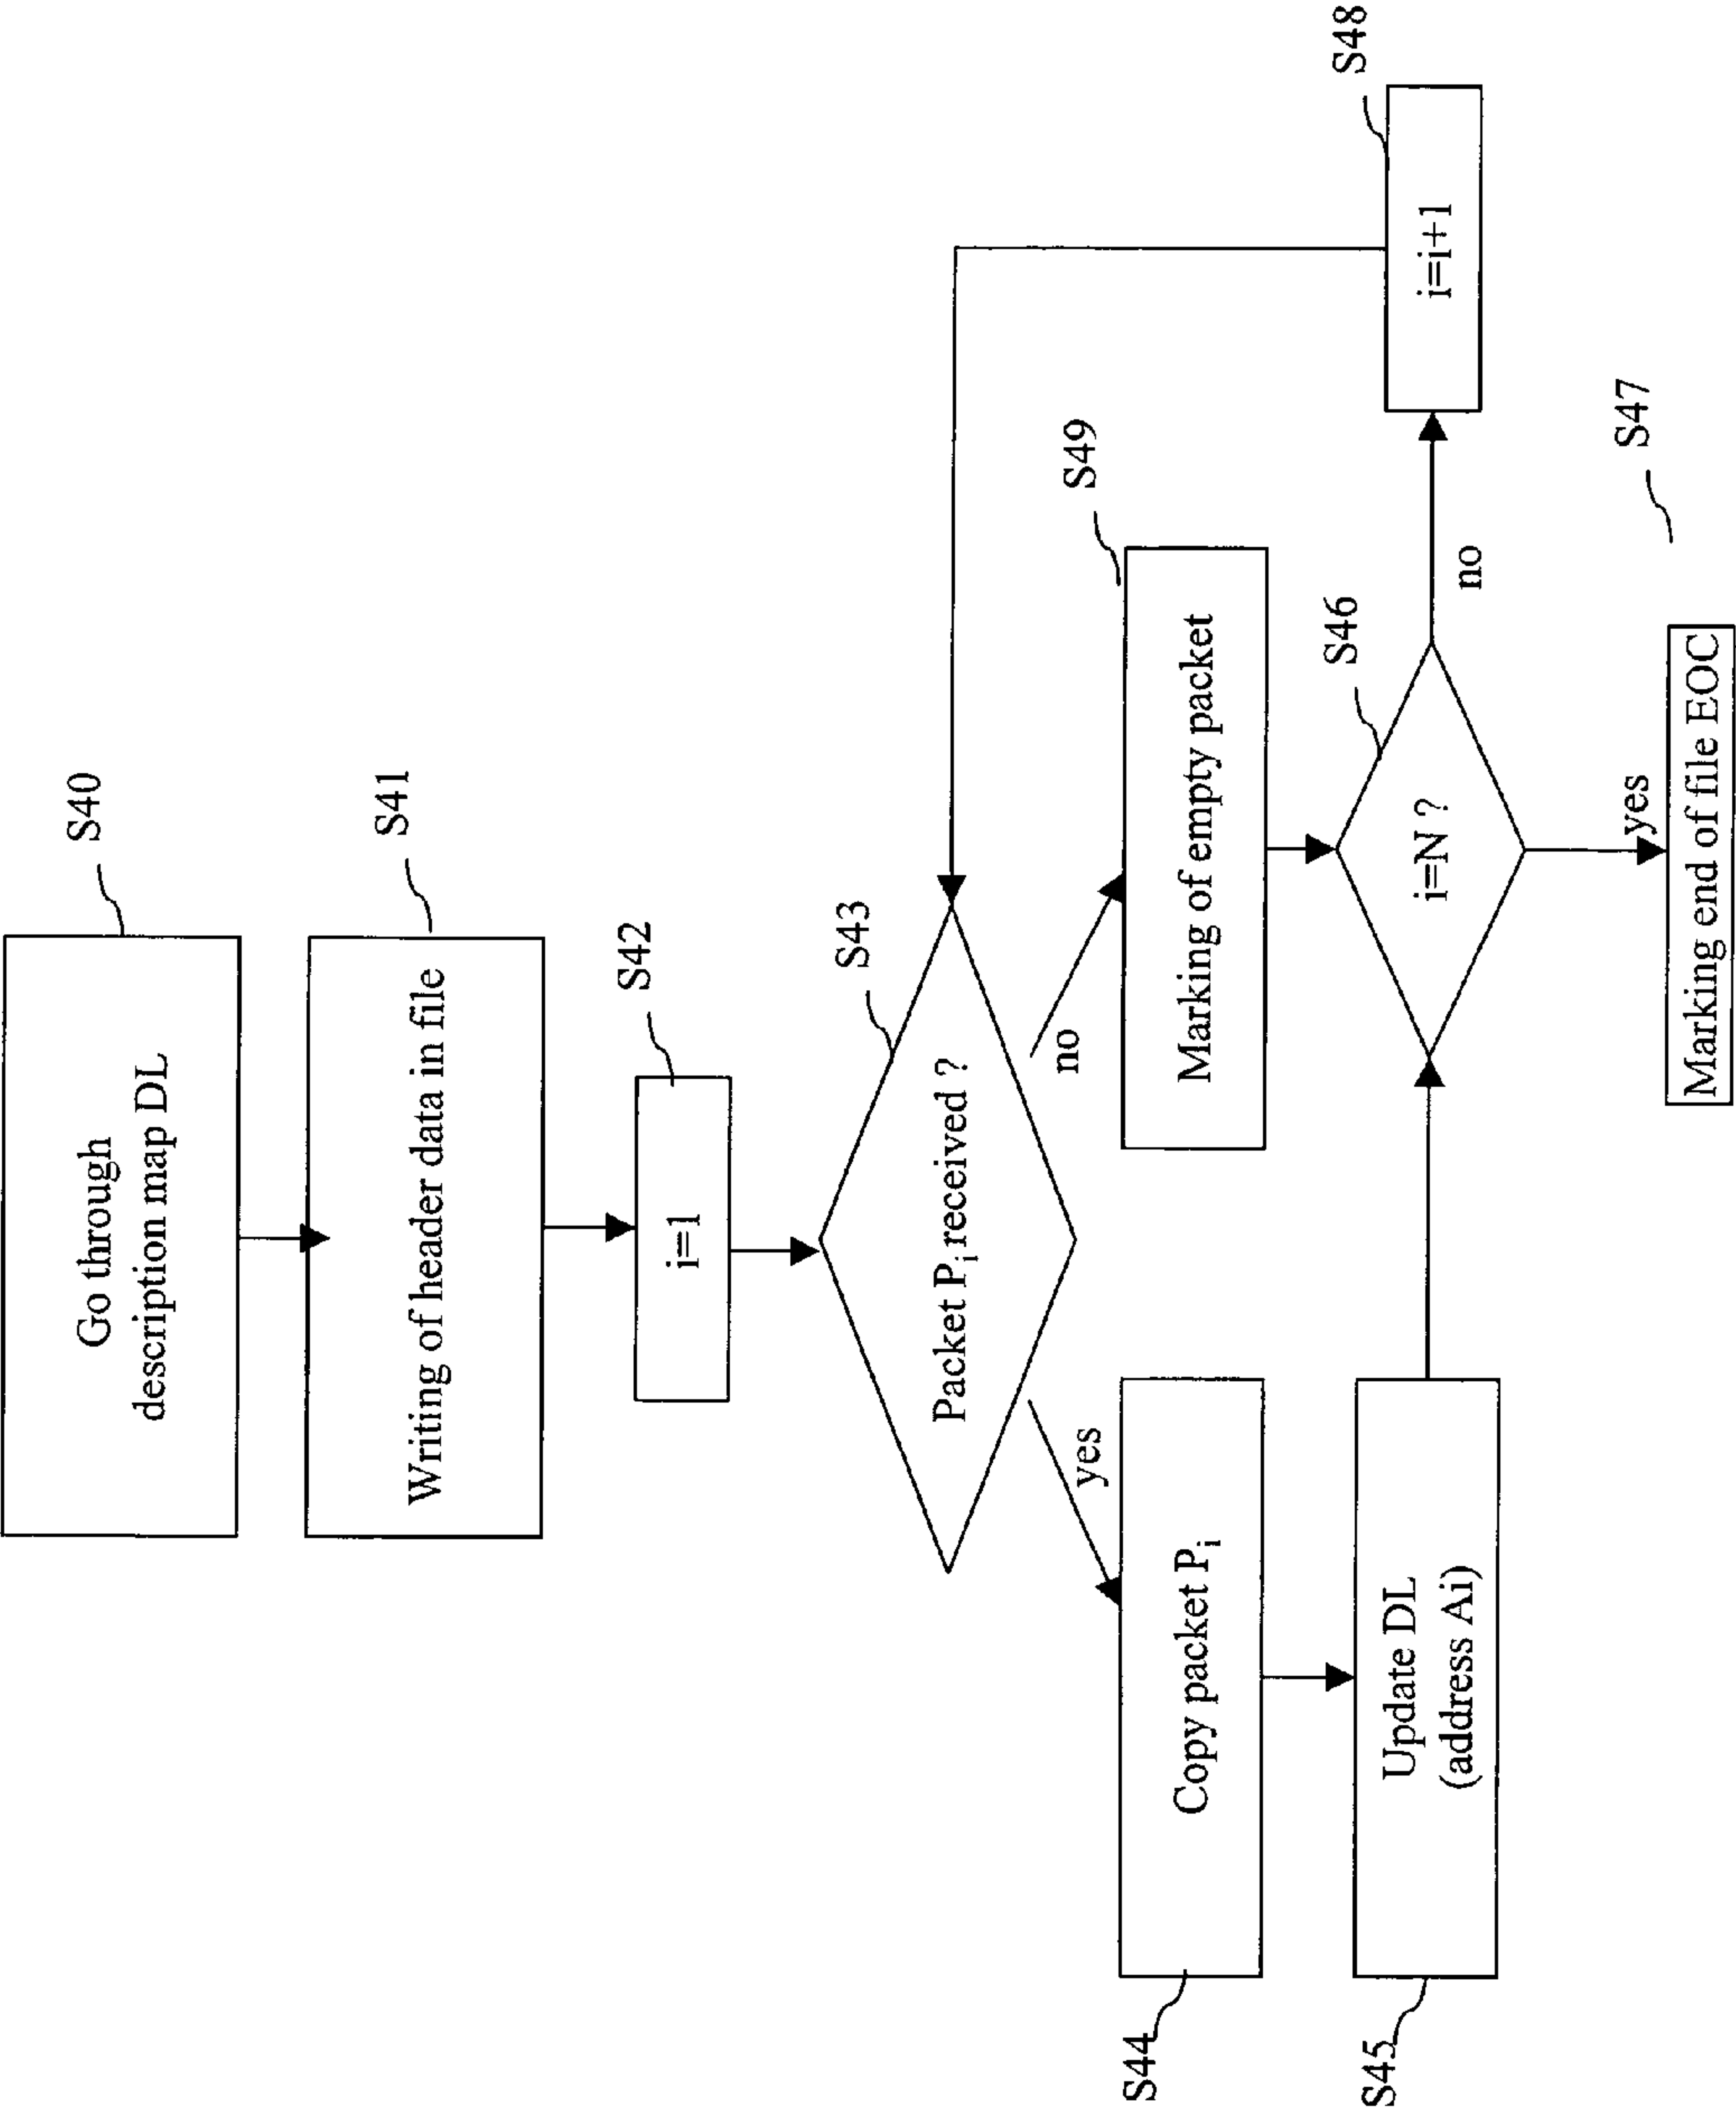 S40
Go through
description map DL
S41
Writing of header data in file
S42
i=1
S43
Packet Pi received ?
yes
no
S44
Copy packet Pi
S49
Marking of empty packet
S45
Update DL
(address Ai)
S46
i=N ?
no
S48
i=i+1
yes
S47
Marking end of file EOC